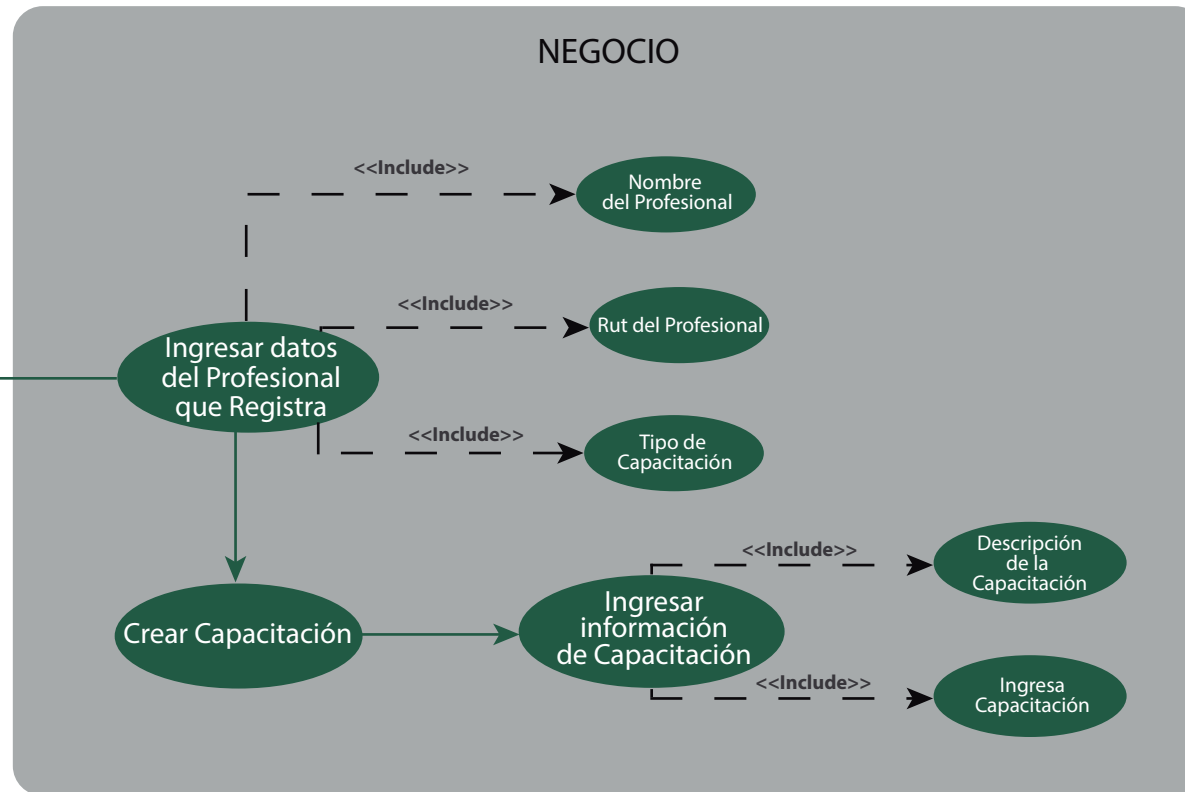 NEGOCIO
<<Include>>
Nombre
del Profesional
<<Include>>
Rut del Profesional
Ingresar datos
del Profesional
que Registra
<<Include>>
Tipo de
Capacitación
<<Include>>
Descripción
de la
Capacitación
Crear Capacitación
Ingresar
información
de Capacitación
<<Include>>
Ingresa
Capacitación